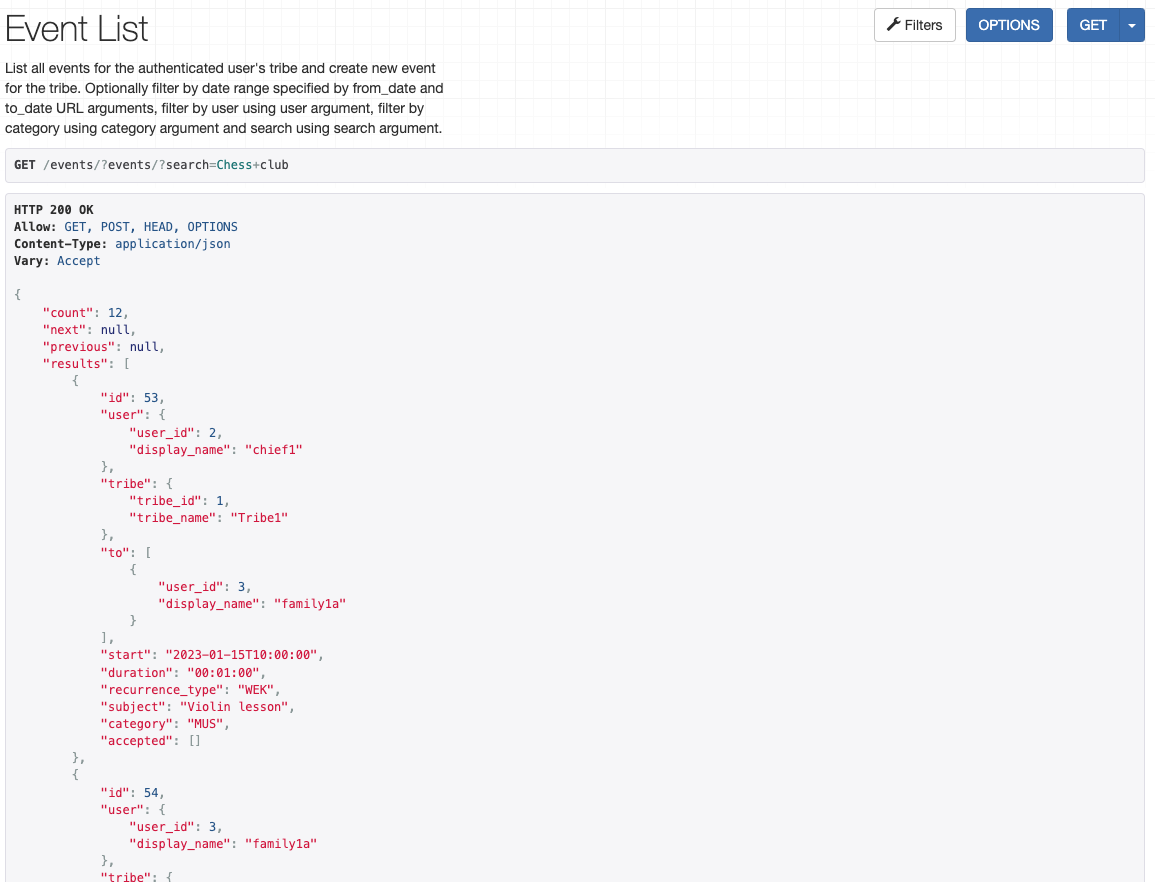 Event List
Filters
OPTIONS
GET
List all events for the authenticated user's tribe and create new event
for the tribe. Optionally filter by date range specified by from_date and
to_date URL arguments, filter by user using user argument, filter by
category using category argument and search using search argument.
GET /events/?events/?search=Chess+club
HTTP 200 OK
Allow: GET, POST, HEAD, OPTIONS
Content-Type: application/json
Vary: Accept
{
    "count": 12,
    "next": null,
    "previous": null,
    "results": [
        {
            "id": 53,
            "user": {
                "user_id": 2,
                "display_name": "chief1"
            },
            "tribe": {
                "tribe_id": 1,
                "tribe_name": "Tribe1"
            },
            "to": [
                {
                    "user_id": 3,
                    "display_name": "family1a"
                }
            ],
            "start": "2023-01-15T10:00:00",
            "duration": "00:01:00",
            "recurrence_type": "WEK",
            "subject": "Violin lesson",
            "category": "MUS",
            "accepted": []
        },
        {
            "id": 54,
            "user": {
                "user_id": 3,
                "display_name": "family1a"
            },
            "tribe": {